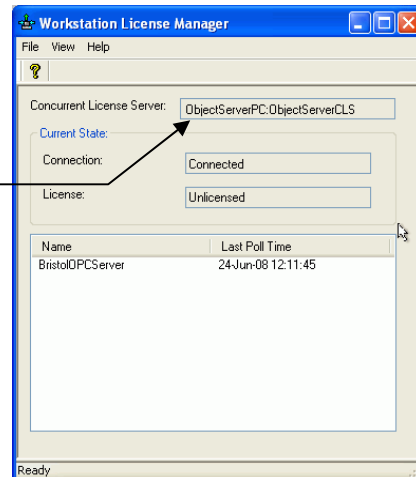 Workstation License Manager
File View Help
Concurrent License Server: ObjectServerPC:ObjectServerCLS
Current State:
Connection: Connected
License: Unlicensed
Name Last Poll Time
BristolOPCServer 24-Jun-08 12:11:45
Ready